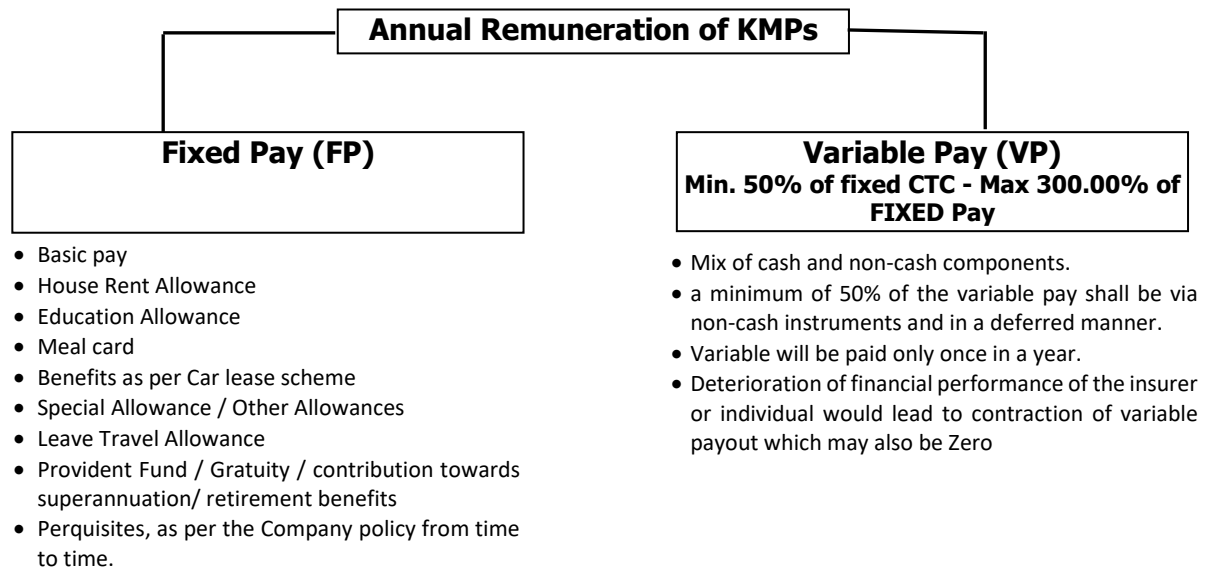 Annual Remuneration of KMPs
Fixed Pay (FP)
• Basic pay
• House Rent Allowance
• Education Allowance
• Meal card
• Benefits as per Car lease scheme
• Special Allowance / Other Allowances
• Leave Travel Allowance
• Provident Fund / Gratuity / contribution towards
superannuation/ retirement benefits
• Perquisites, as per the Company policy from time
to time.
Variable Pay (VP)
Min. 50% of fixed CTC - Max 300.00% of
FIXED Pay
• Mix of cash and non-cash components.
• a minimum of 50% of the variable pay shall be via
non-cash instruments and in a deferred manner.
• Variable will be paid only once in a year.
• Deterioration of financial performance of the insurer
or individual would lead to contraction of variable
payout which may also be Zero